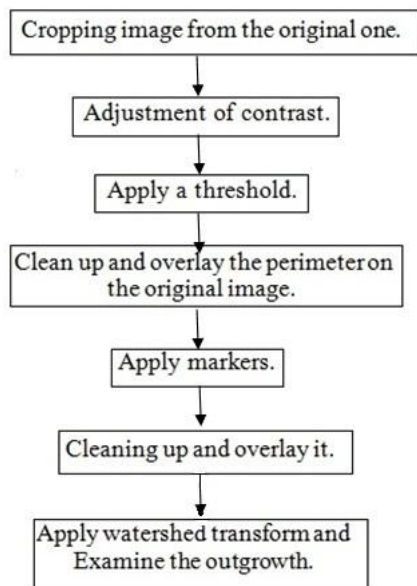 Cropping image from the original one.
Adjustment of contrast.
Apply a threshold.
Clean up and overlay the perimeter on
the original image.
Apply markers.
Cleaning up and overlay it.
Apply watershed transform and
Examine the outgrowth.